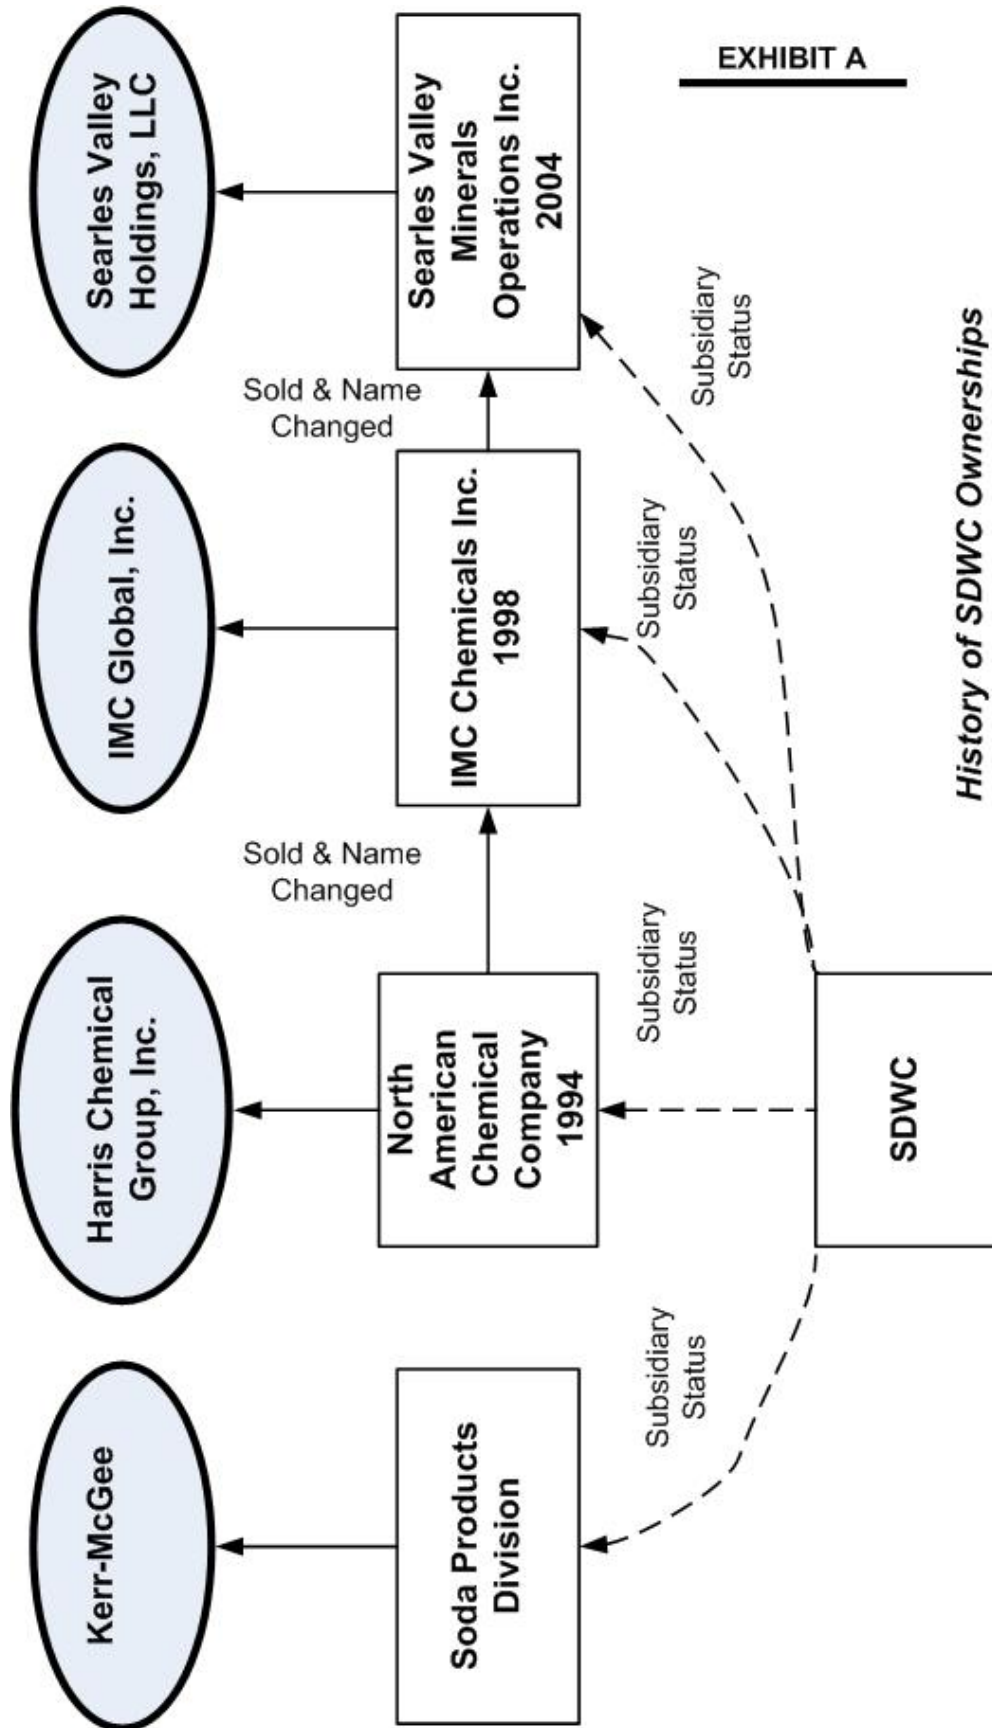 Kerr-McGee
Harris Chemical
Group, Inc.
IMC Global, Inc.
Searles Valley
Holdings, LLC
Soda Products
Division
North
American
Chemical
Company
1994
Sold & Name
Changed
IMC Chemicals Inc.
1998
Sold & Name
Changed
Searles Valley
Minerals
Operations Inc.
2004
Subsidiary
Status
Subsidiary
Status
Subsidiary
Status
Subsidiary
Status
EXHIBIT A
SDWC
History of SDWC Ownerships